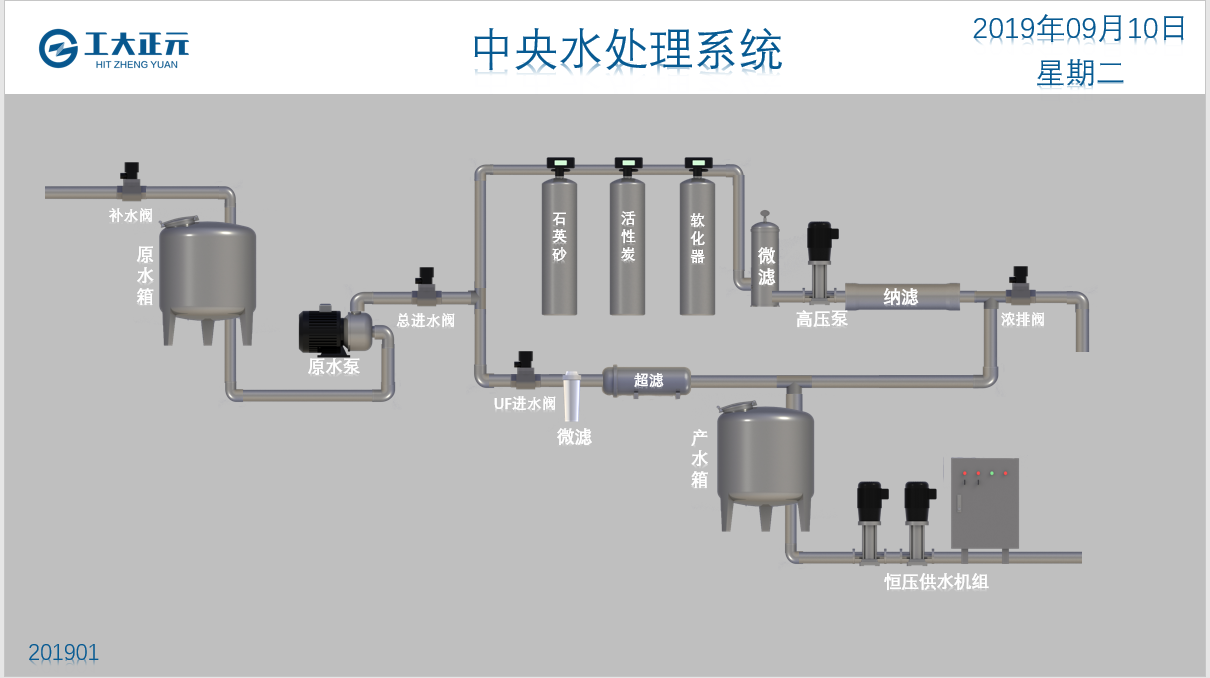 工大正元
HIT ZHENG YUAN
中央水处理系统
2019年09月10日
星期二
补水阀
原水箱
原水泵
总进水阀
石英砂
活性炭
软化器
微滤
高压泵
纳滤
浓排阀
UF进水阀
微滤
超滤
产水箱
恒压供水机组
201901